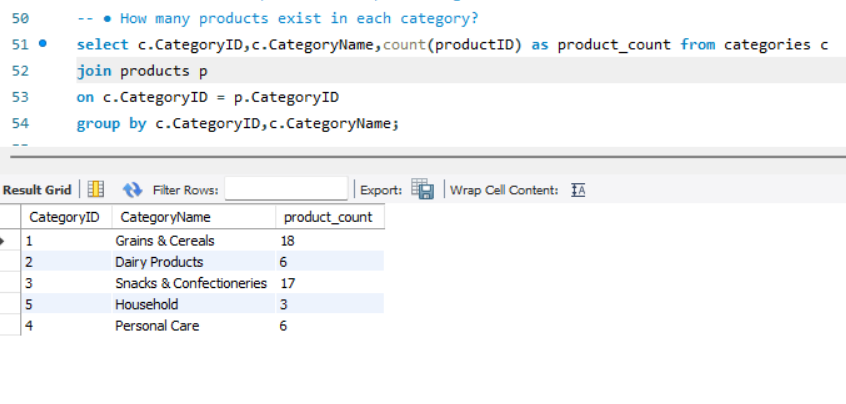 50 -- • How many products exist in each category?
51 select c.CategoryID,c.CategoryName,count(productID) as product_count from categories c
52 join products p
53 on c.CategoryID = p.CategoryID
54 group by c.CategoryID,c.CategoryName;
Result Grid Filter Rows: Export: Wrap Cell Content: IA
CategoryID CategoryName product_count
1 Grains & Cereals 18
2 Dairy Products 6
3 Snacks & Confectioneries 17
5 Household 3
4 Personal Care 6